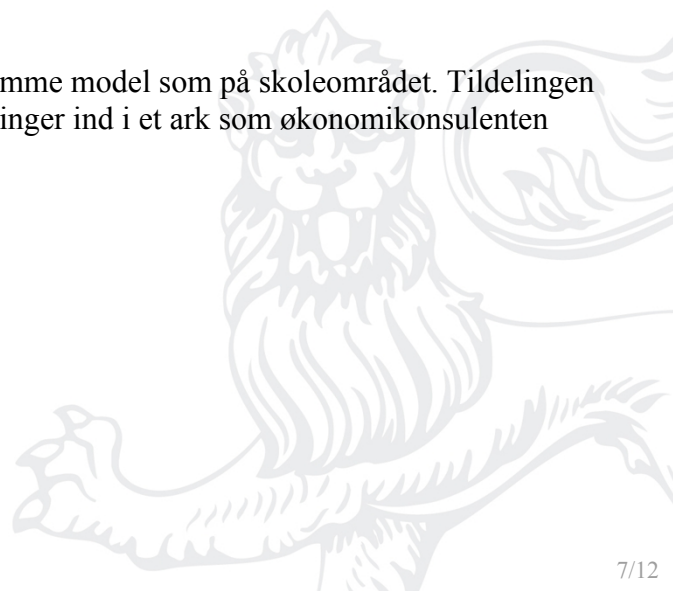 mme model som på skoleområdet. Tildelingen
inger ind i et ark som økonomikonsulenten
7/12